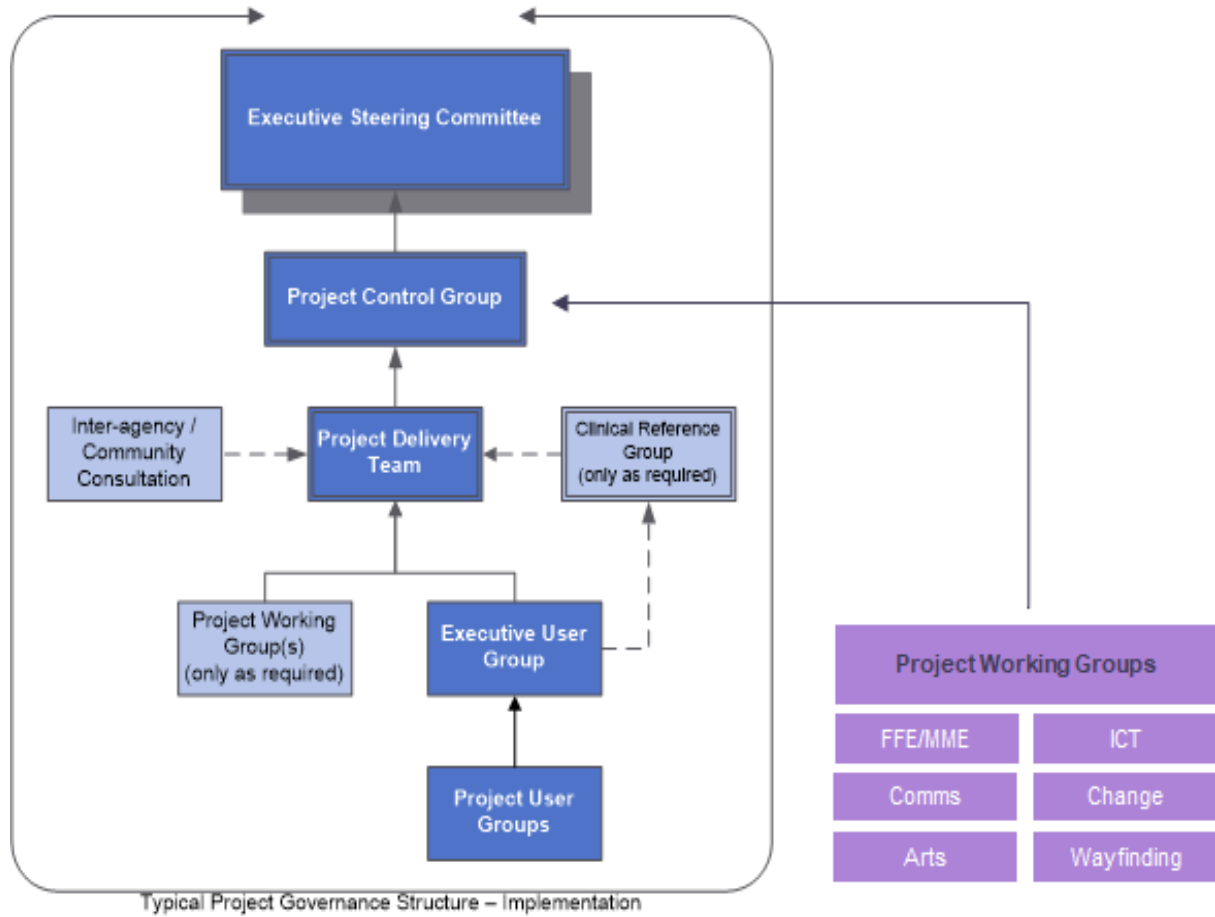 Executive Steering Committee
Project Control Group
Inter-agency /
Community
Consultation
Project Delivery
Team
Clinical Reference
Group
(only as required)
Project Working
Group(s)
(only as required)
Executive User
Group
Project User
Groups
Project Working Groups
FFE/MME
ICT
Comms
Change
Arts
Wayfinding
Typical Project Governance Structure – Implementation